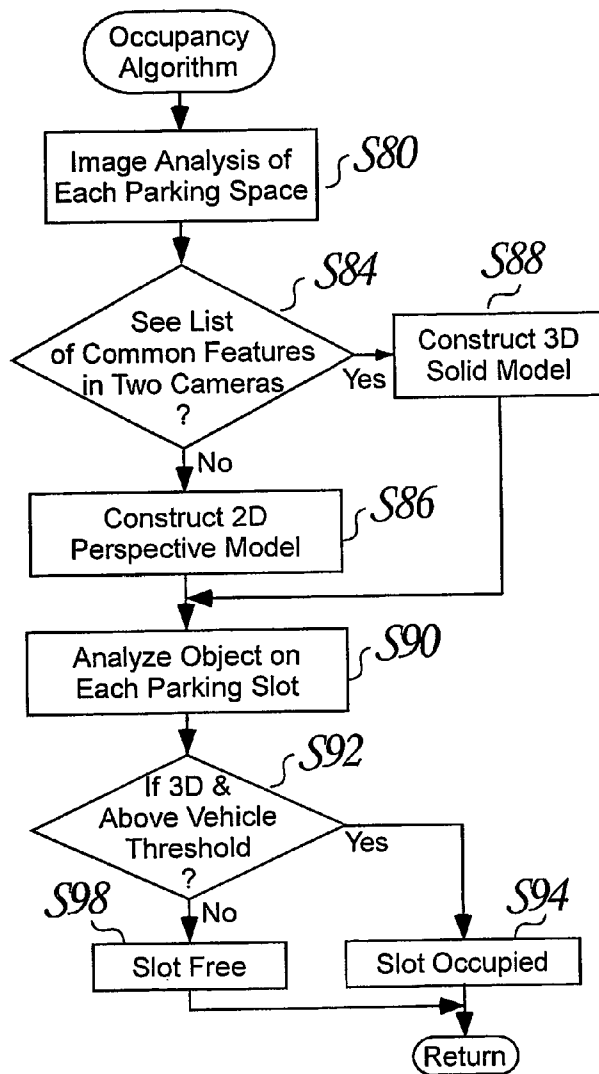 Occupancy
Algorithm
Image Analysis of
Each Parking Space
S80
See List
of Common Features
in Two Cameras
?
S84
Yes
Construct 3D
Solid Model
S88
No
Construct 2D
Perspective Model
S86
Analyze Object on
Each Parking Slot
S90
If 3D &
Above Vehicle
Threshold
?
S92
Yes
No
S98
Slot Free
S94
Slot Occupied
Return